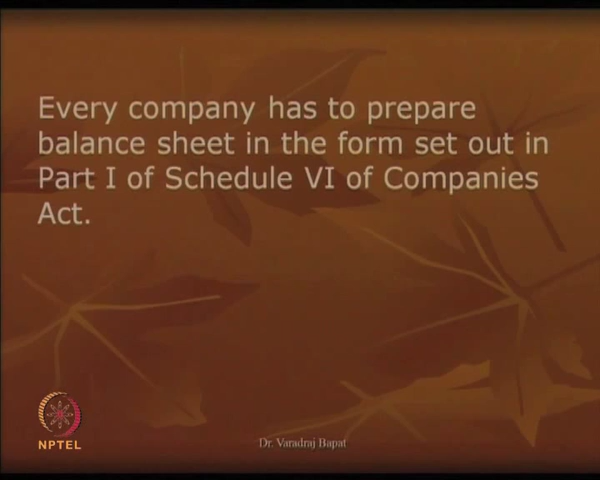 Every company has to prepare
balance sheet in the form set out in
Part I of Schedule VI of Companies
Act.
NPTEL
Dr. Varadraj Bapat